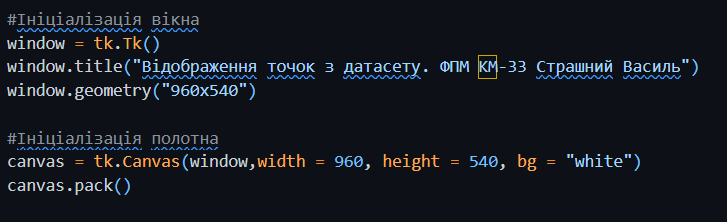 #Ініціалізація вікна
window = tk.Tk()
window.title("Відображення точок з датасету. ФПМ КМ-33 Страшний Василь")
window.geometry("960x540")
#Ініціалізація полотна
canvas = tk.Canvas(window,width = 960, height = 540, bg = "white")
canvas.pack()